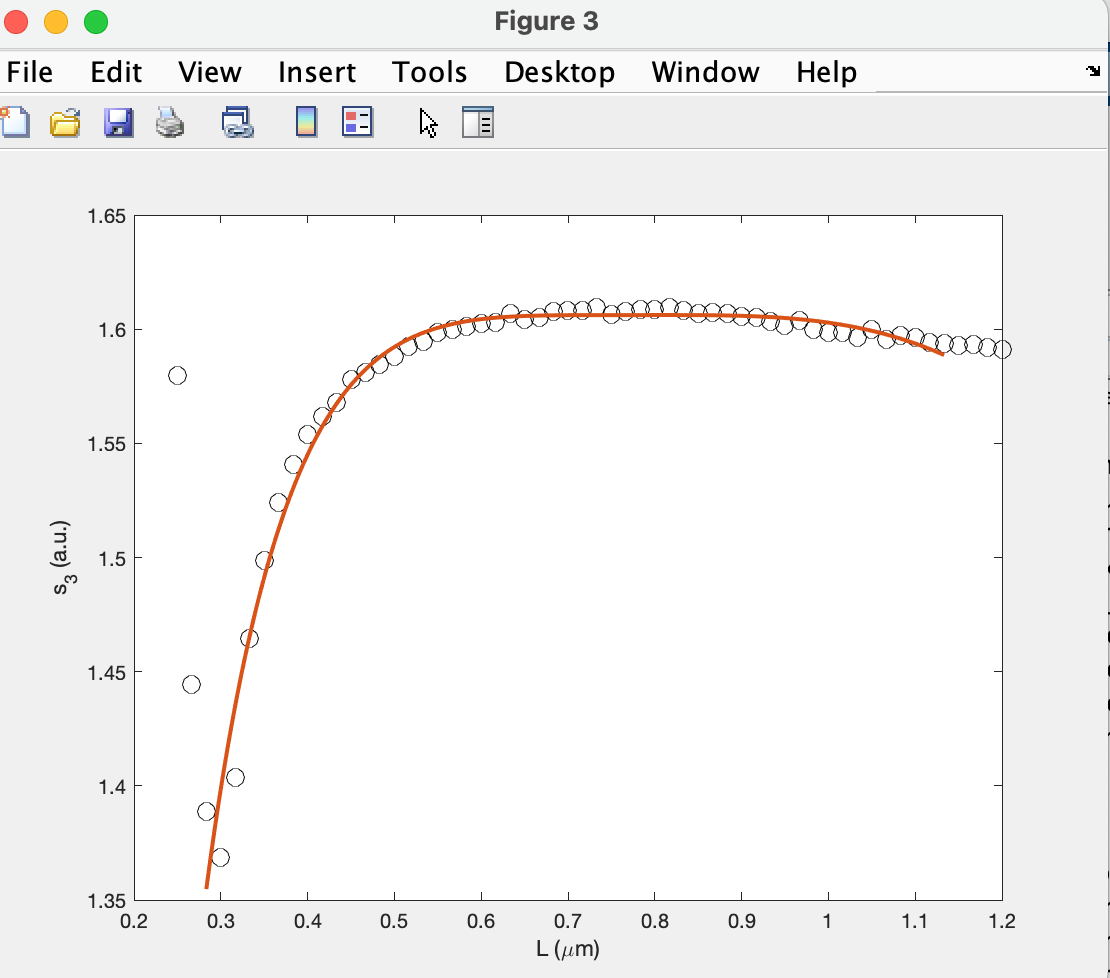 Figure 3
File Edit View Insert Tools Desktop Window Help
1.65
1.6
1.55
1.5
1.45
1.4
1.35
s₃ (a.u.)
0.2 0.3 0.4 0.5 0.6 0.7 0.8 0.9 1 1.1 1.2
L (μm)